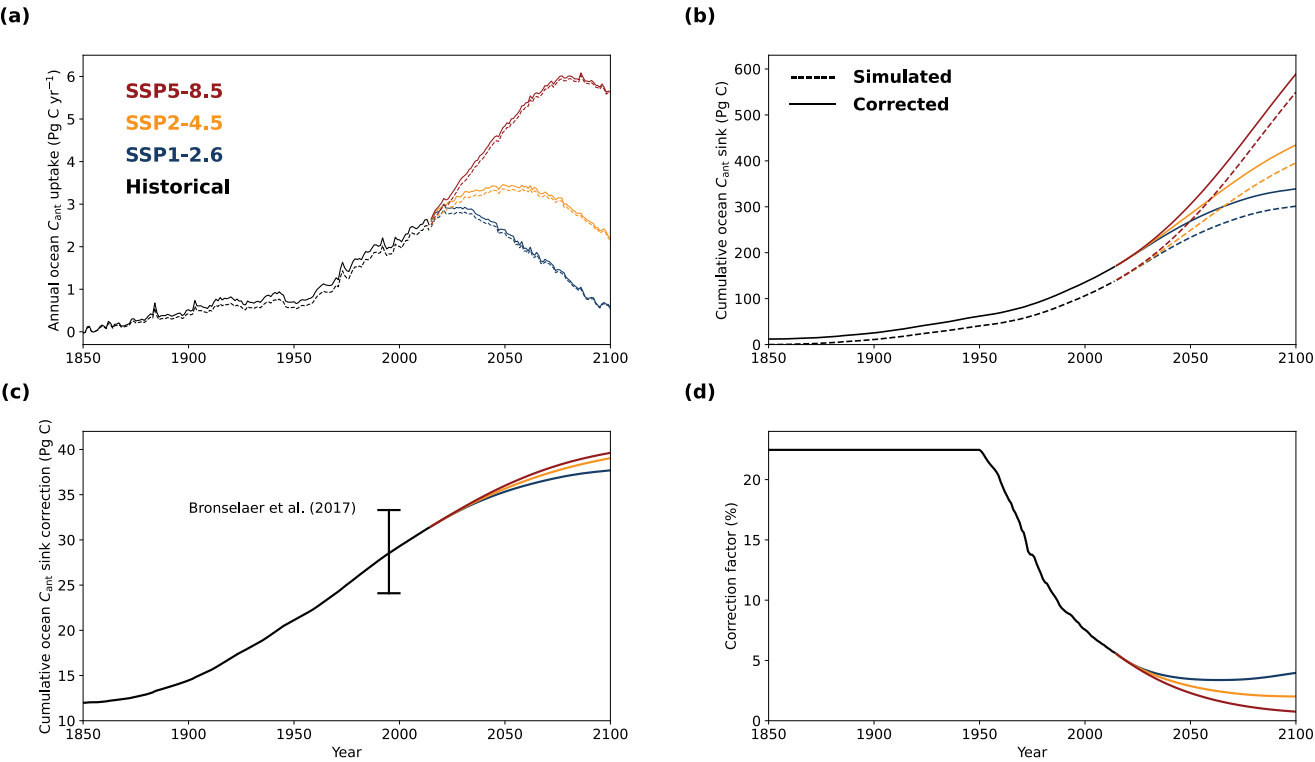 (a)
Annual ocean Cant uptake (Pg C yr−1)
6
5
4
3
2
1
0
SSP5-8.5
SSP2-4.5
SSP1-2.6
Historical
1850 1900 1950 2000 2050 2100
(b)
Cumulative ocean Cant sink (Pg C)
600
500
400
300
200
100
0
Simulated
Corrected
1850 1900 1950 2000 2050 2100
(c)
Cumulative ocean Cant sink correction (Pg C)
40
35
30
25
20
15
10
Bronselaer et al. (2017)
1850 1900 1950 2000 2050 2100
Year
(d)
Correction factor (%)
20
15
10
5
0
1850 1900 1950 2000 2050 2100
Year